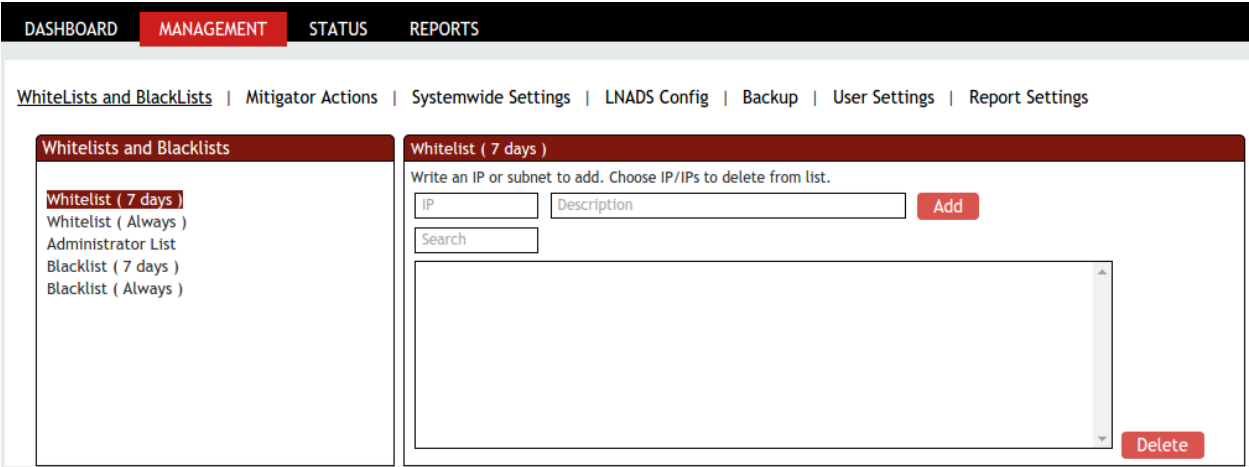 DASHBOARD MANAGEMENT STATUS REPORTS
WhiteLists and BlackLists | Mitigator Actions | Systemwide Settings | LNADS Config | Backup | User Settings | Report Settings
Whitelists and Blacklists
Whitelist ( 7 days )
Whitelist ( Always )
Administrator List
Blacklist ( 7 days )
Blacklist ( Always )
Whitelist ( 7 days )
Write an IP or subnet to add. Choose IP/IPs to delete from list.
IP Description Add
Search
Delete